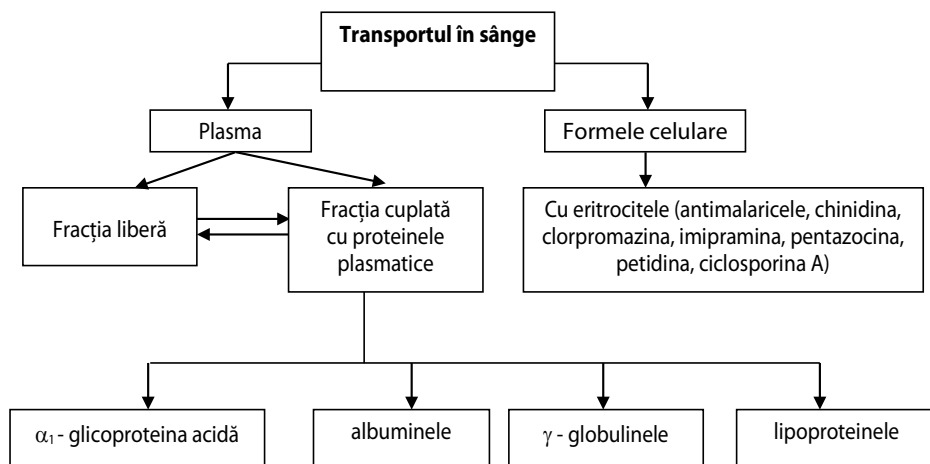 Transportul în sânge
Plasma
Formele celulare
Fracția liberă
Fracția cuplată
cu proteinele
plasmatice
Cu eritrocitele (antimalaricele, chinidina,
clorpromazina, imipramina, pentazocina,
petidina, ciclosporina A)
α₁ - glicoproteina acidă
albuminele
γ - globulinele
lipoproteinele